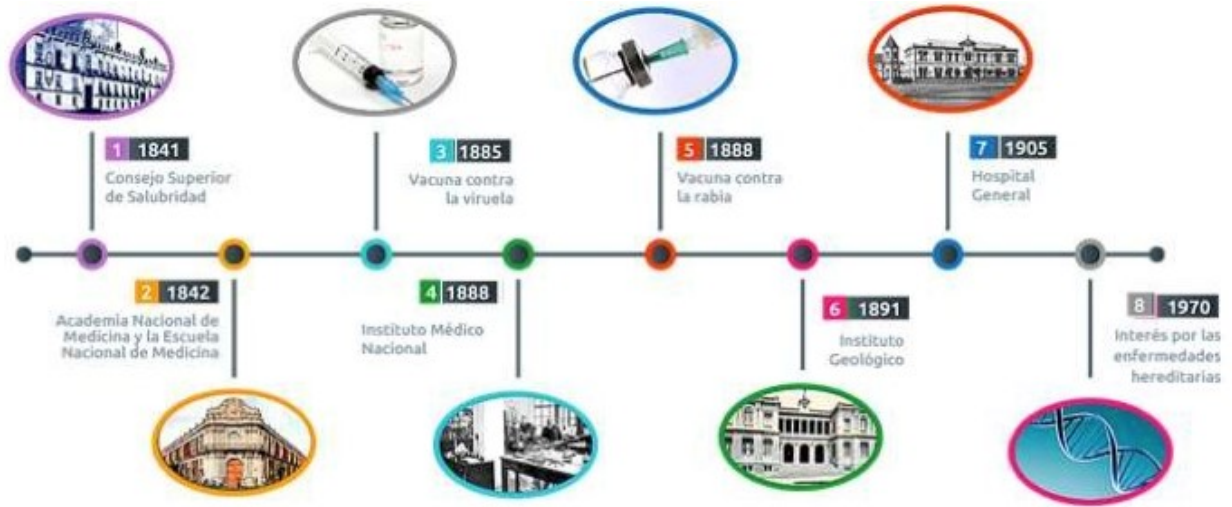 1 1841
Consejo Superior
de Salubridad
2 1842
Academia Nacional de
Medicina y la Escuela
Nacional de Medicina
3 1885
Vacuna contra
la viruela
4 1888
Instituto Médico
Nacional
5 1888
Vacuna contra
la rabia
6 1891
Instituto
Geológico
7 1905
Hospital
General
8 1970
Interés por las
enfermedades
hereditarias